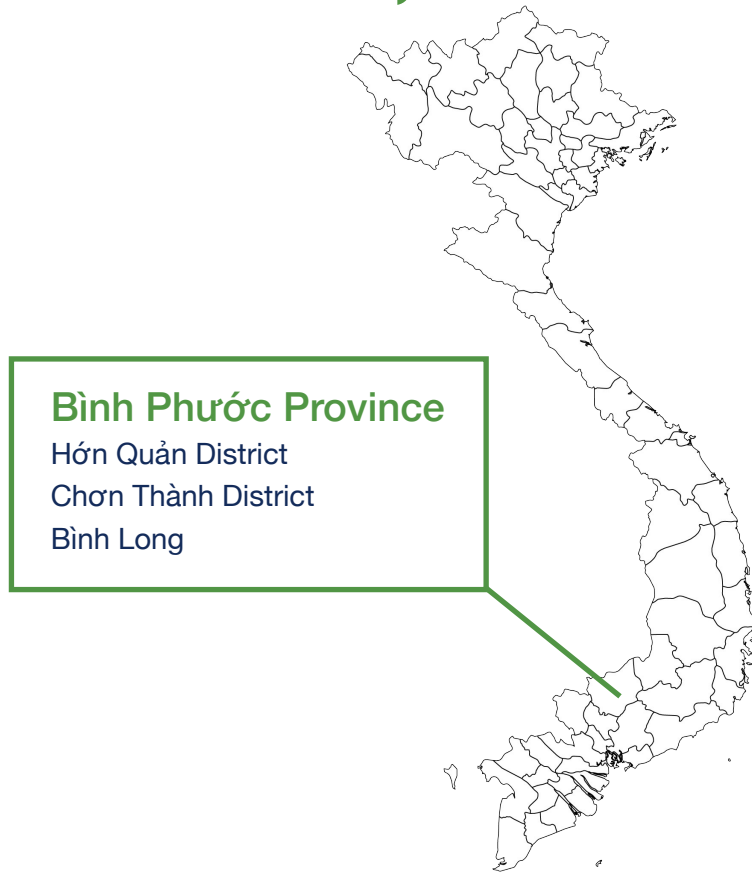 Bình Phước Province
Hớn Quản District
Chơn Thành District
Bình Long